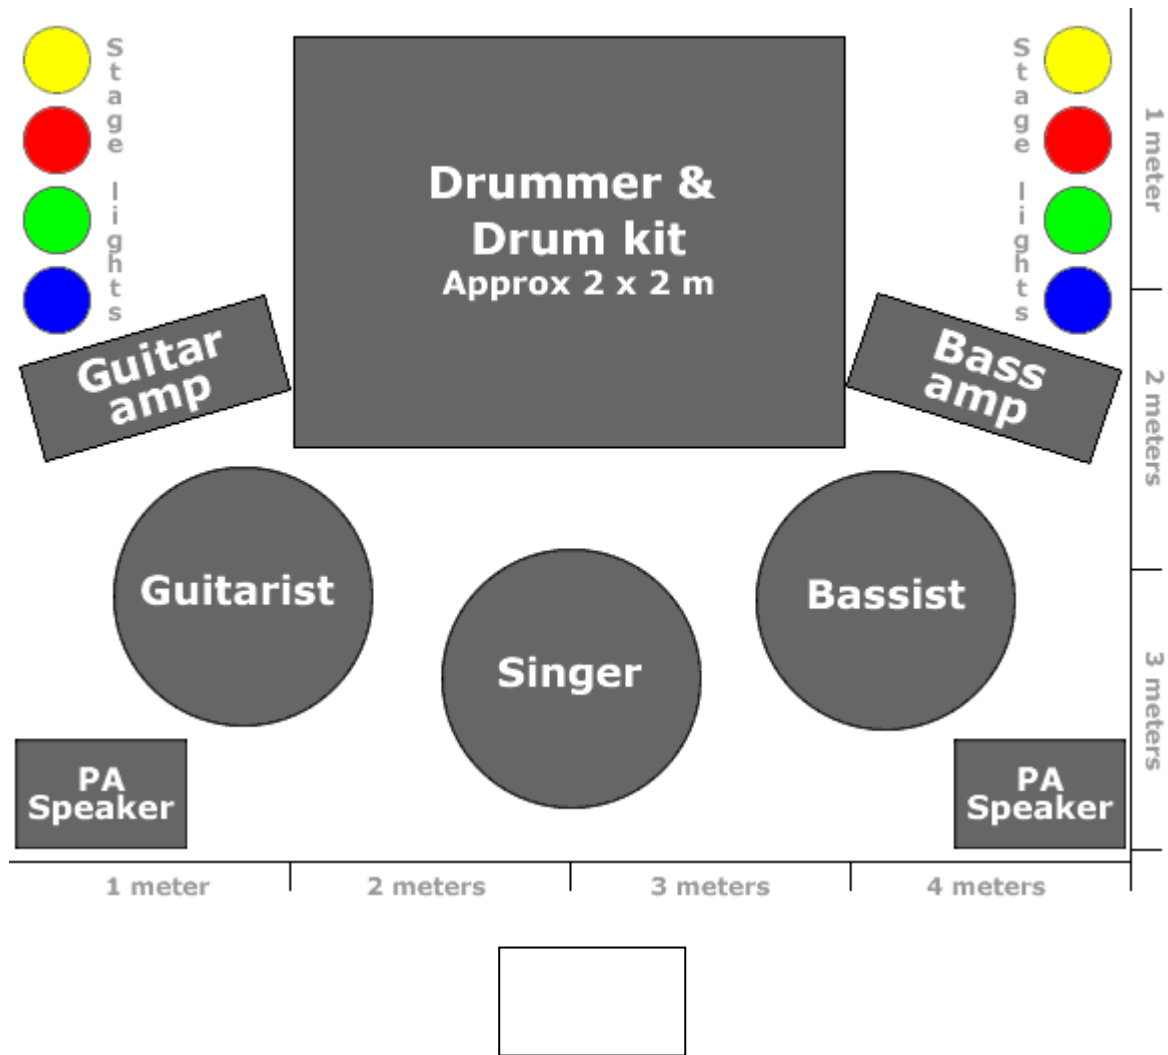 Stage lights
Stage lights
Drummer &
Drum kit
Approx 2 x 2 m
1 meter
Guitar
amp
Bass
amp
2 meters
Guitarist
Bassist
Singer
3 meters
PA
Speaker
PA
Speaker
1 meter
2 meters
3 meters
4 meters